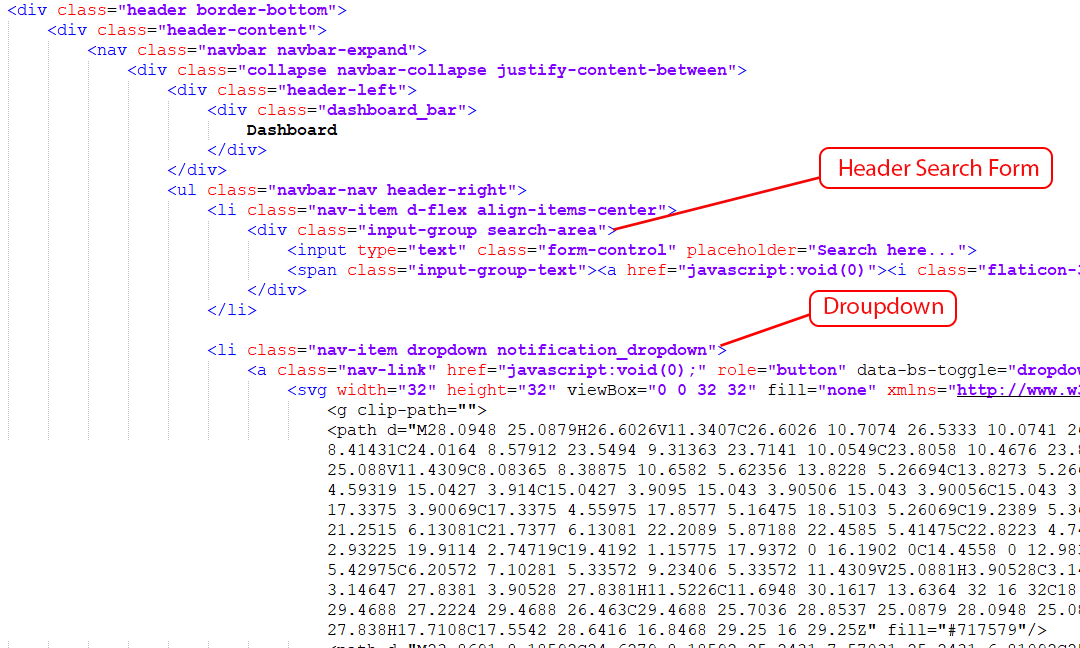 <div class="header border-bottom">
<div class="header-content">
<nav class="navbar navbar-expand">
<div class="collapse navbar-collapse justify-content-between">
<div class="header-left">
<div class="dashboard_bar">
Dashboard
</div>
</div>
Header Search Form
<ul class="navbar-nav header-right">
<li class="nav-item d-flex align-items-center">
<div class="input-group search-area">
<input type="text" class="form-control" placeholder="Search here...">
<span class="input-group-text"><a href="javascript:void(0)"><i class="flaticon-
</div>
</li>
Droupdown
<li class="nav-item dropdown notification_dropdown">
<a class="nav-link" href="javascript:void(0);" role="button" data-bs-toggle="dropdow
<svg width="32" height="32" viewBox="0 0 32 32" fill="none" xmlns="http://www.w3
<g clip-path="">
<path d="M28.0948 25.0879H26.6026V11.3407C26.6026 10.7074 26.5333 10.0741 2
8.41431C24.0164 8.57912 23.5494 9.31363 23.7141 10.0549C23.8058 10.4676 23.8
25.088V11.4309C8.08365 8.38875 10.6582 5.62356 13.8228 5.26694C13.8273 5.26
4.59319 15.0427 3.914C15.0427 3.9095 15.043 3.90506 15.043 3.90056C15.043 3
17.3375 3.90069C17.3375 4.55975 17.8577 5.16475 18.5103 5.26069C19.2389 5.3
21.2515 6.13081C21.7377 6.13081 22.2089 5.87188 22.4585 5.41475C22.8223 4.7
2.93225 19.9114 2.74719C19.4192 1.15775 17.9372 0 16.1902 0C14.4558 0 12.98
5.42975C6.20572 7.10281 5.33572 9.23406 5.33572 11.4309V25.0881H3.90528C3.1
3.14647 27.8381 3.90528 27.8381H11.5226C11.6948 30.1617 13.6364 32 16 32C18
29.4688 27.2224 29.4688 26.463C29.4688 25.7036 28.8537 25.0879 28.0948 25.0
27.838H17.7108C17.5542 28.6416 16.8468 29.25 16 29.25Z" fill="#717579"/>